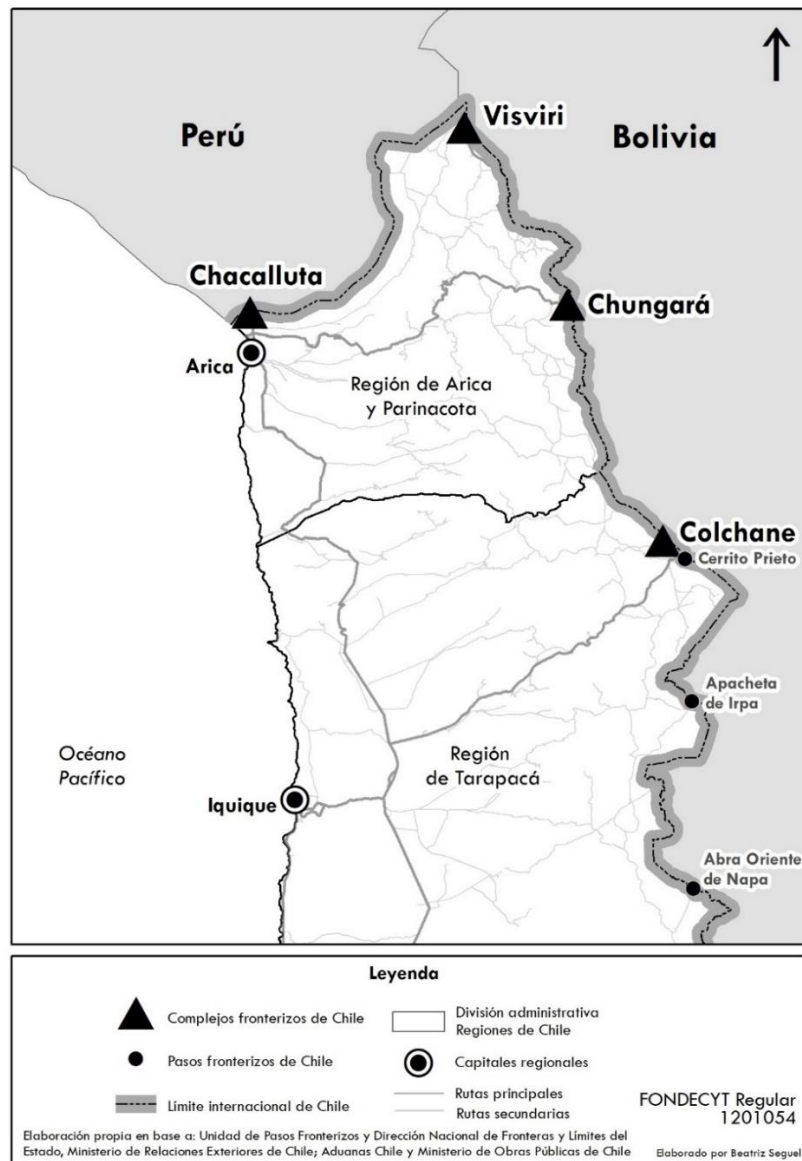 Visviri
Perú
Bolivia
Chacalluta
Chungará
Arica
Región de Arica
y Parinacota
Colchane
Cerrito Prieto
Apacheta
de Irpa
Océano
Pacífico
Región
de Tarapacá
Iquique
Abra Oriente
de Napa
Leyenda
Complejos fronterizos de Chile
División administrativa
Regiones de Chile
Pasos fronterizos de Chile
Capitales regionales
Límite internacional de Chile
Rutas principales
Rutas secundarias
FONDECYT Regular
1201054
Elaboración propia en base a: Unidad de Pasos Fronterizos y Dirección Nacional de Fronteras y Límites del
Estado, Ministerio de Relaciones Exteriores de Chile; Aduanas Chile y Ministerio de Obras Públicas de Chile
Elaborado por Beatriz Seguel